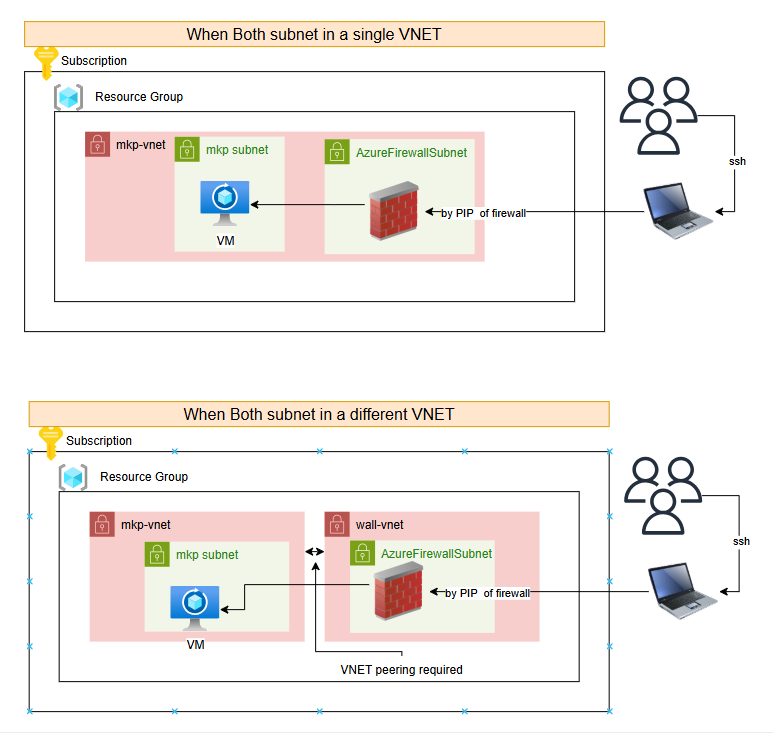 When Both subnet in a single VNET
Subscription
Resource Group
mkp-vnet
mkp subnet
AzureFirewallSubnet
ssh
by PIP of firewall
VM
When Both subnet in a different VNET
Subscription
Resource Group
mkp-vnet
wall-vnet
mkp subnet
AzureFirewallSubnet
ssh
by PIP of firewall
VM
VNET peering required